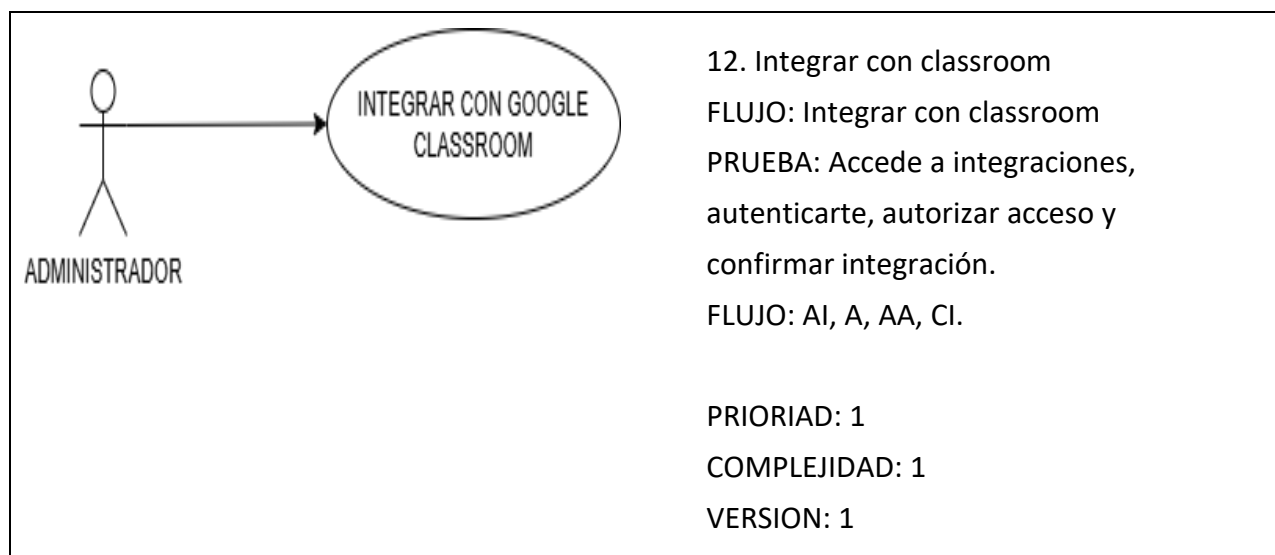 INTEGRAR CON GOOGLE
CLASSROOM
ADMINISTRADOR
12. Integrar con classroom
FLUJO: Integrar con classroom
PRUEBA: Accede a integraciones,
autenticarte, autorizar acceso y
confirmar integración.
FLUJO: AI, A, AA, CI.
PRIORIAD: 1
COMPLEJIDAD: 1
VERSION: 1